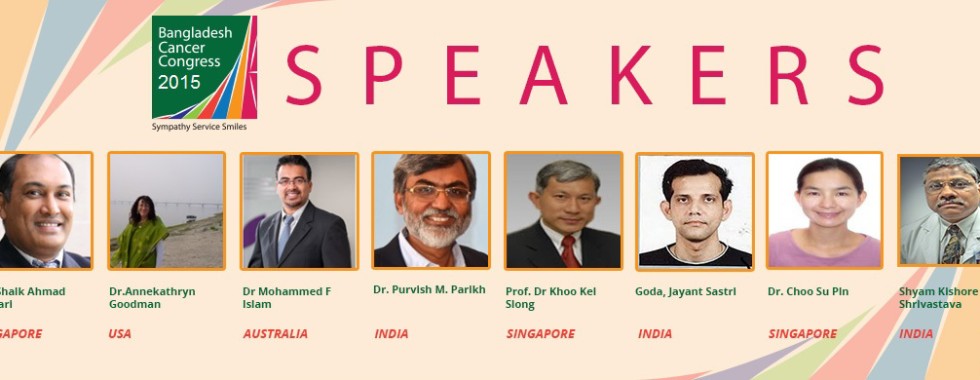 Bangladesh
Cancer
Congress
2015
Sympathy Service Smiles
SPEAKERS
Shaik Ahmad
ari
GAPORE
Dr.Annekathryn
Goodman
USA
Dr Mohammed F
Islam
AUSTRALIA
Dr. Purvish M. Parikh
INDIA
Prof. Dr Khoo Kei
Siong
SINGAPORE
Goda, Jayant Sastri
INDIA
Dr. Choo Su Pin
SINGAPORE
Shyam Kishore
Shrivastava
INDIA